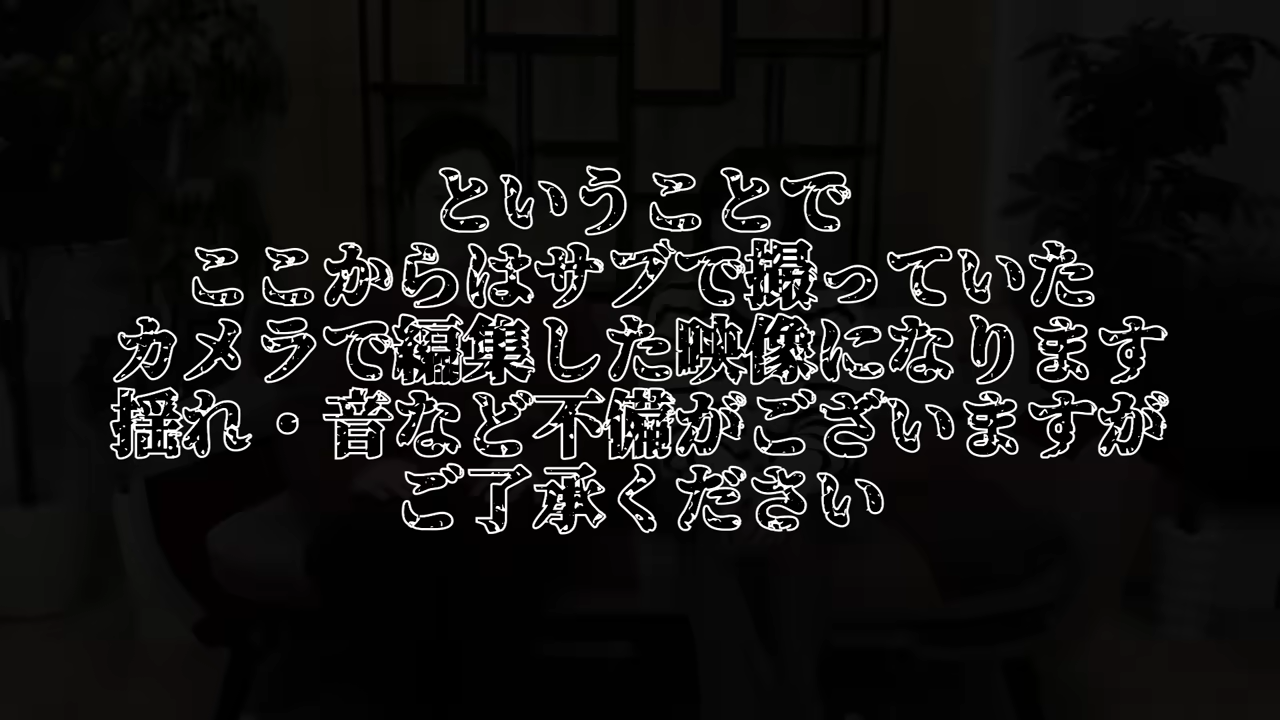 ということで
ここからはサブで撮っていた
カメラで編集した映像になります
揺れ・音など不備がございますが
ご了承ください